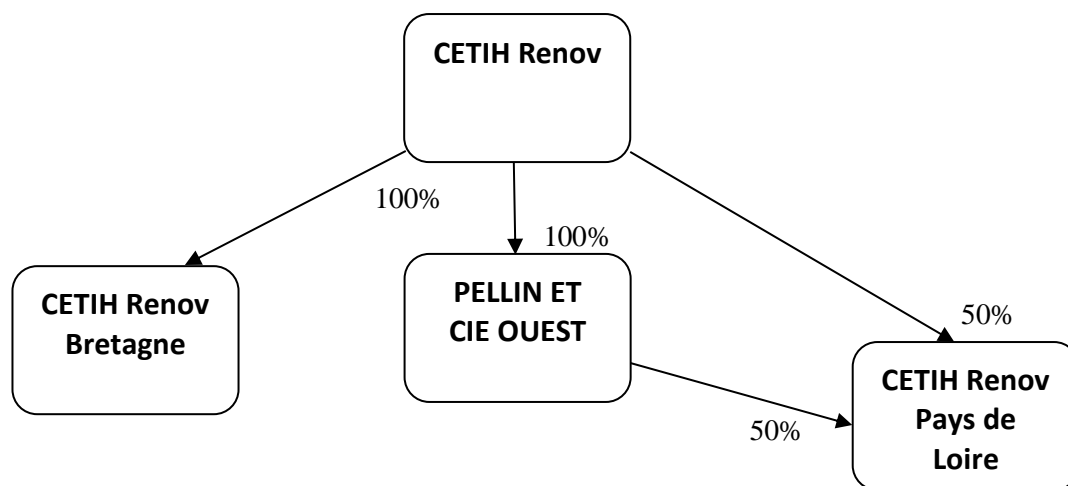 CETIH Renov
100%
100%
CETIH Renov
Bretagne
PELLIN ET
CIE OUEST
50%
50%
CETIH Renov
Pays de
Loire